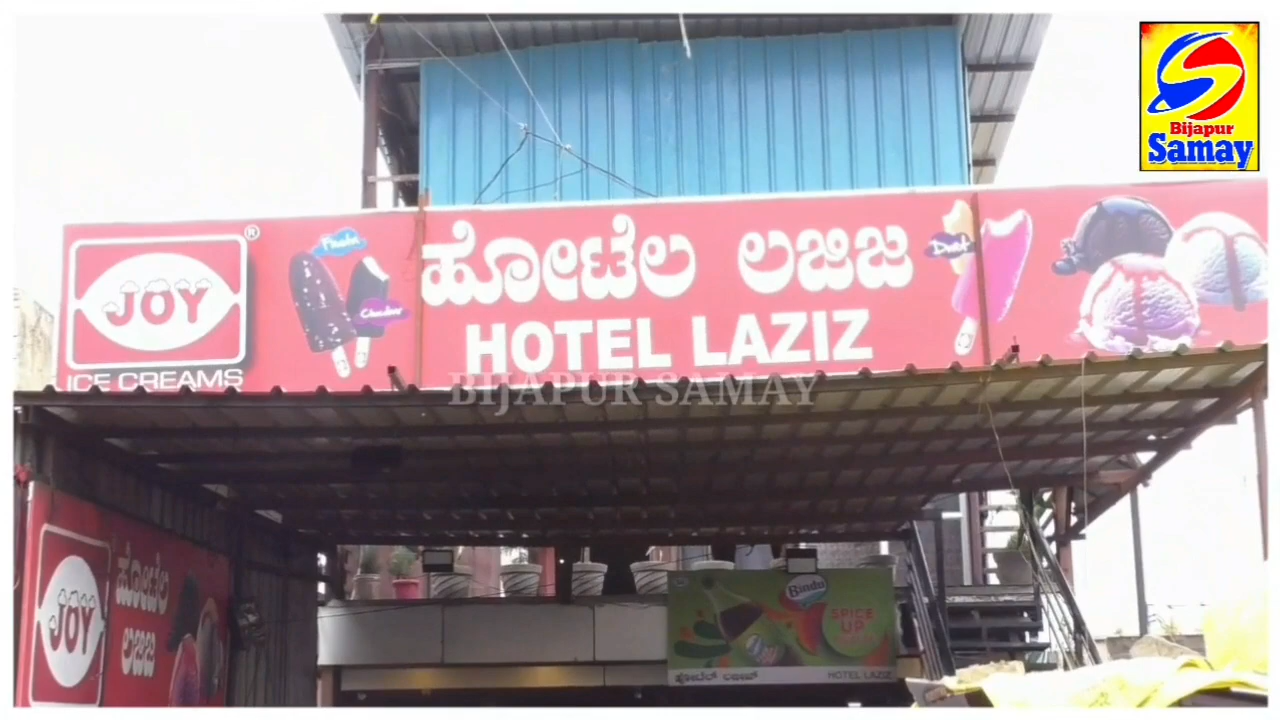 Bijapur
Samay
JOY
®
ICE CREAMS
ಹೋಟೆಲ ಲಜಿಜ
HOTEL LAZIZ
BIJAPUR SAMAY
JOY
ಹೋಟೆಲ
ಲಜಿಜ
Bindu
SPICE
UP
HOTEL LAZIZ